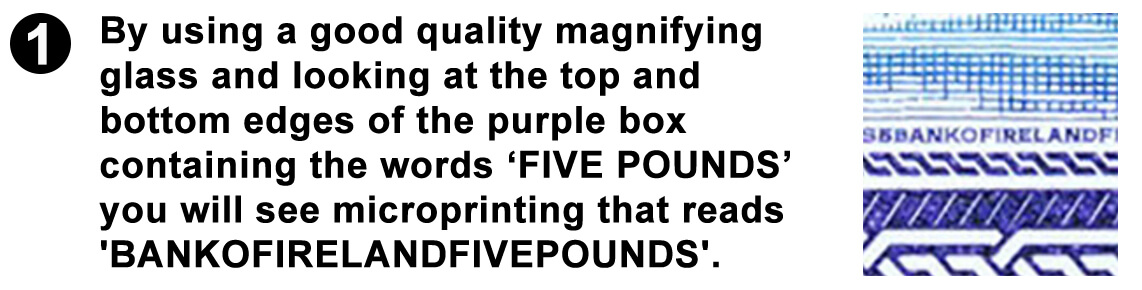 1
By using a good quality magnifying
glass and looking at the top and
bottom edges of the purple box
containing the words ‘FIVE POUNDS’
you will see microprinting that reads
'BANKOFIRELANDFIVEPOUNDS'.
BANKOFIRELANDF